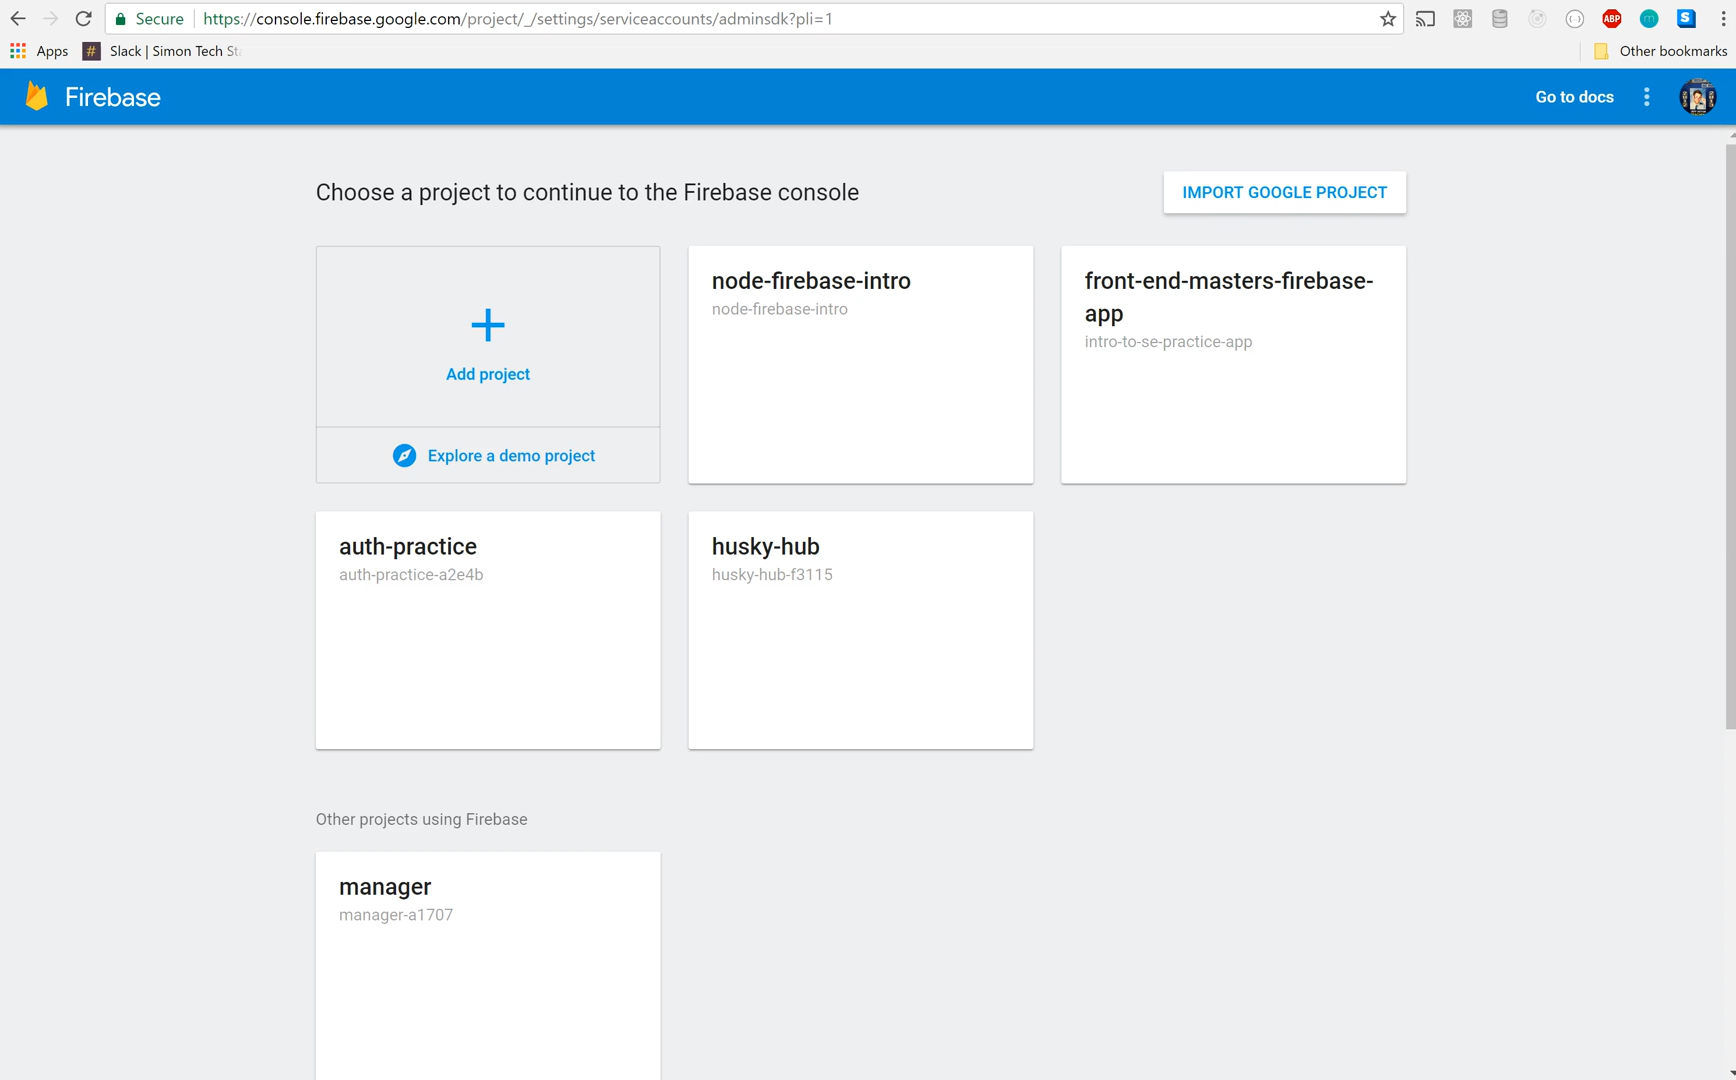 Secure https://console.firebase.google.com/project/_/settings/serviceaccounts/adminsdk?pli=1
ABP
m
S
Apps # Slack | Simon Tech St
Other bookmarks
Firebase
Go to docs
Choose a project to continue to the Firebase console
IMPORT GOOGLE PROJECT
Add project
Explore a demo project
node-firebase-intro
node-firebase-intro
front-end-masters-firebase-
app
intro-to-se-practice-app
auth-practice
auth-practice-a2e4b
husky-hub
husky-hub-f3115
Other projects using Firebase
manager
manager-a1707